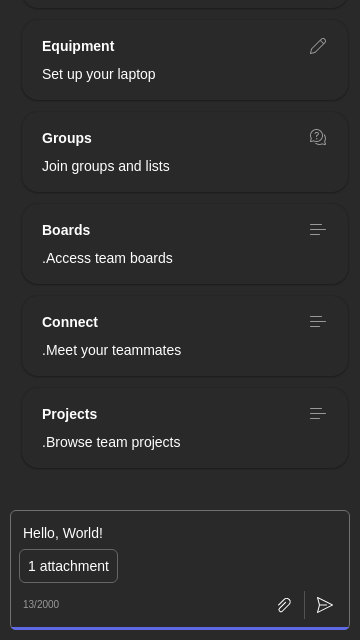 Equipment
Set up your laptop
Groups
Join groups and lists
Boards
.Access team boards
Connect
.Meet your teammates
Projects
.Browse team projects
Hello, World!
1 attachment
13/2000